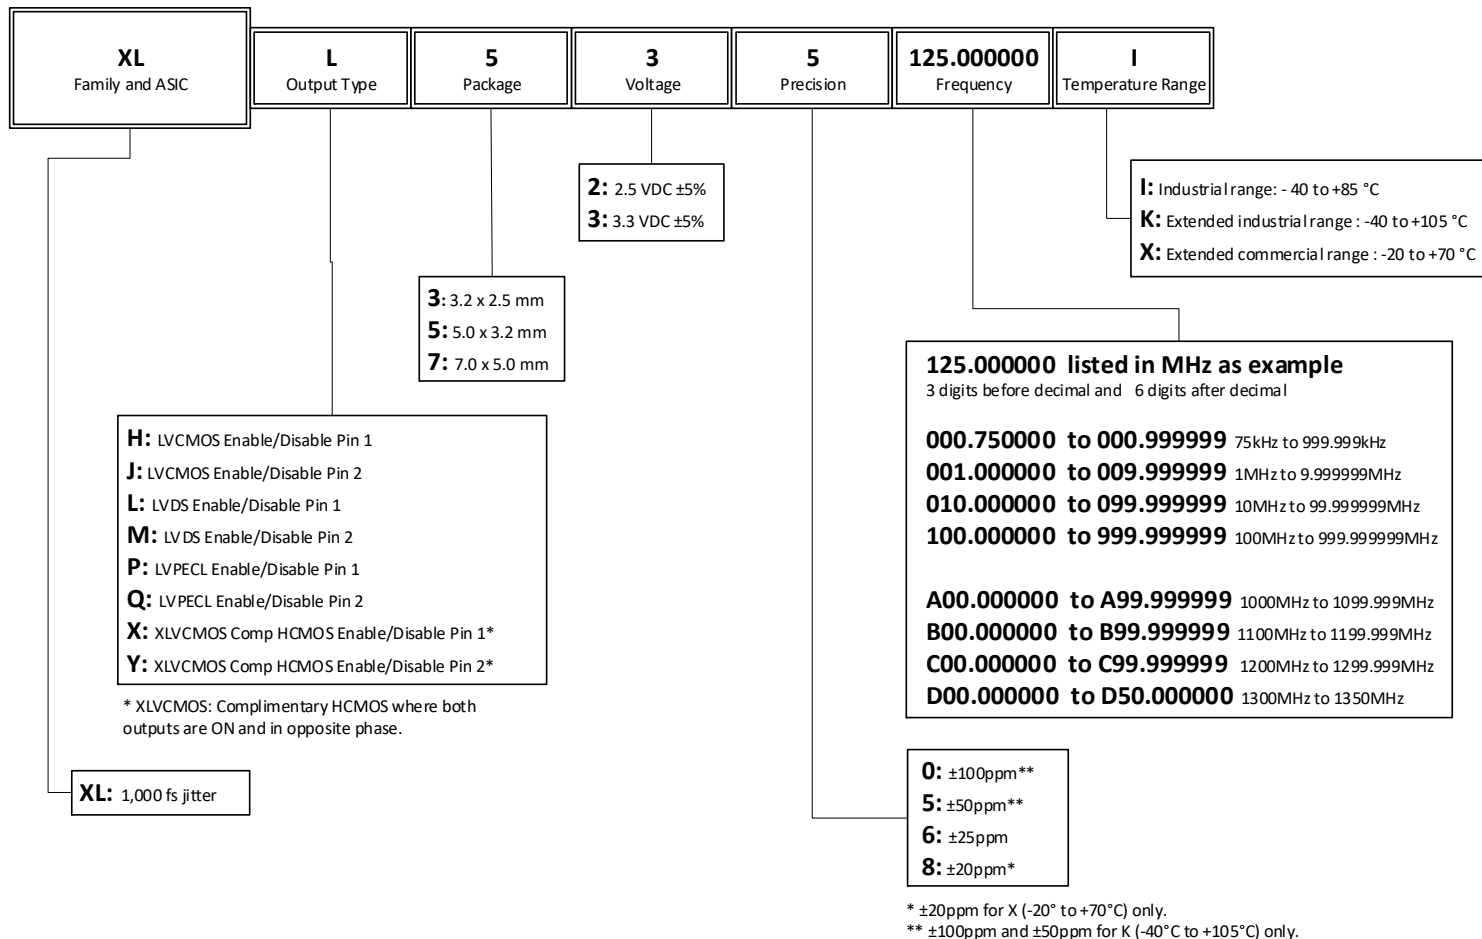 XL
Family and ASIC
L
Output Type
5
Package
3
Voltage
5
Precision
125.000000
Frequency
I
Temperature Range
2: 2.5 VDC ±5%
3: 3.3 VDC ±5%
I: Industrial range: - 40 to +85 °C
K: Extended industrial range : -40 to +105 °C
X: Extended commercial range : -20 to +70 °C
3: 3.2 x 2.5 mm
5: 5.0 x 3.2 mm
7: 7.0 x 5.0 mm
125.000000 listed in MHz as example
3 digits before decimal and 6 digits after decimal
000.750000 to 000.999999 75kHz to 999.999kHz
001.000000 to 009.999999 1MHz to 9.999999MHz
010.000000 to 099.999999 10MHz to 99.999999MHz
100.000000 to 999.999999 100MHz to 999.999999MHz
A00.000000 to A99.999999 1000MHz to 1099.999MHz
B00.000000 to B99.999999 1100MHz to 1199.999MHz
C00.000000 to C99.999999 1200MHz to 1299.999MHz
D00.000000 to D50.000000 1300MHz to 1350MHz
H: LVCMOS Enable/Disable Pin 1
J: LVCMOS Enable/Disable Pin 2
L: LVDS Enable/Disable Pin 1
M: LVDS Enable/Disable Pin 2
P: LVPECL Enable/Disable Pin 1
Q: LVPECL Enable/Disable Pin 2
X: XLVCMOS Comp HCMOS Enable/Disable Pin 1*
Y: XLVCMOS Comp HCMOS Enable/Disable Pin 2*
* XLVCMOS: Complimentary HCMOS where both
outputs are ON and in opposite phase.
XL: 1,000 fs jitter
0: ±100ppm**
5: ±50ppm**
6: ±25ppm
8: ±20ppm*
* ±20ppm for X (-20° to +70°C) only.
** ±100ppm and ±50ppm for K (-40°C to +105°C) only.